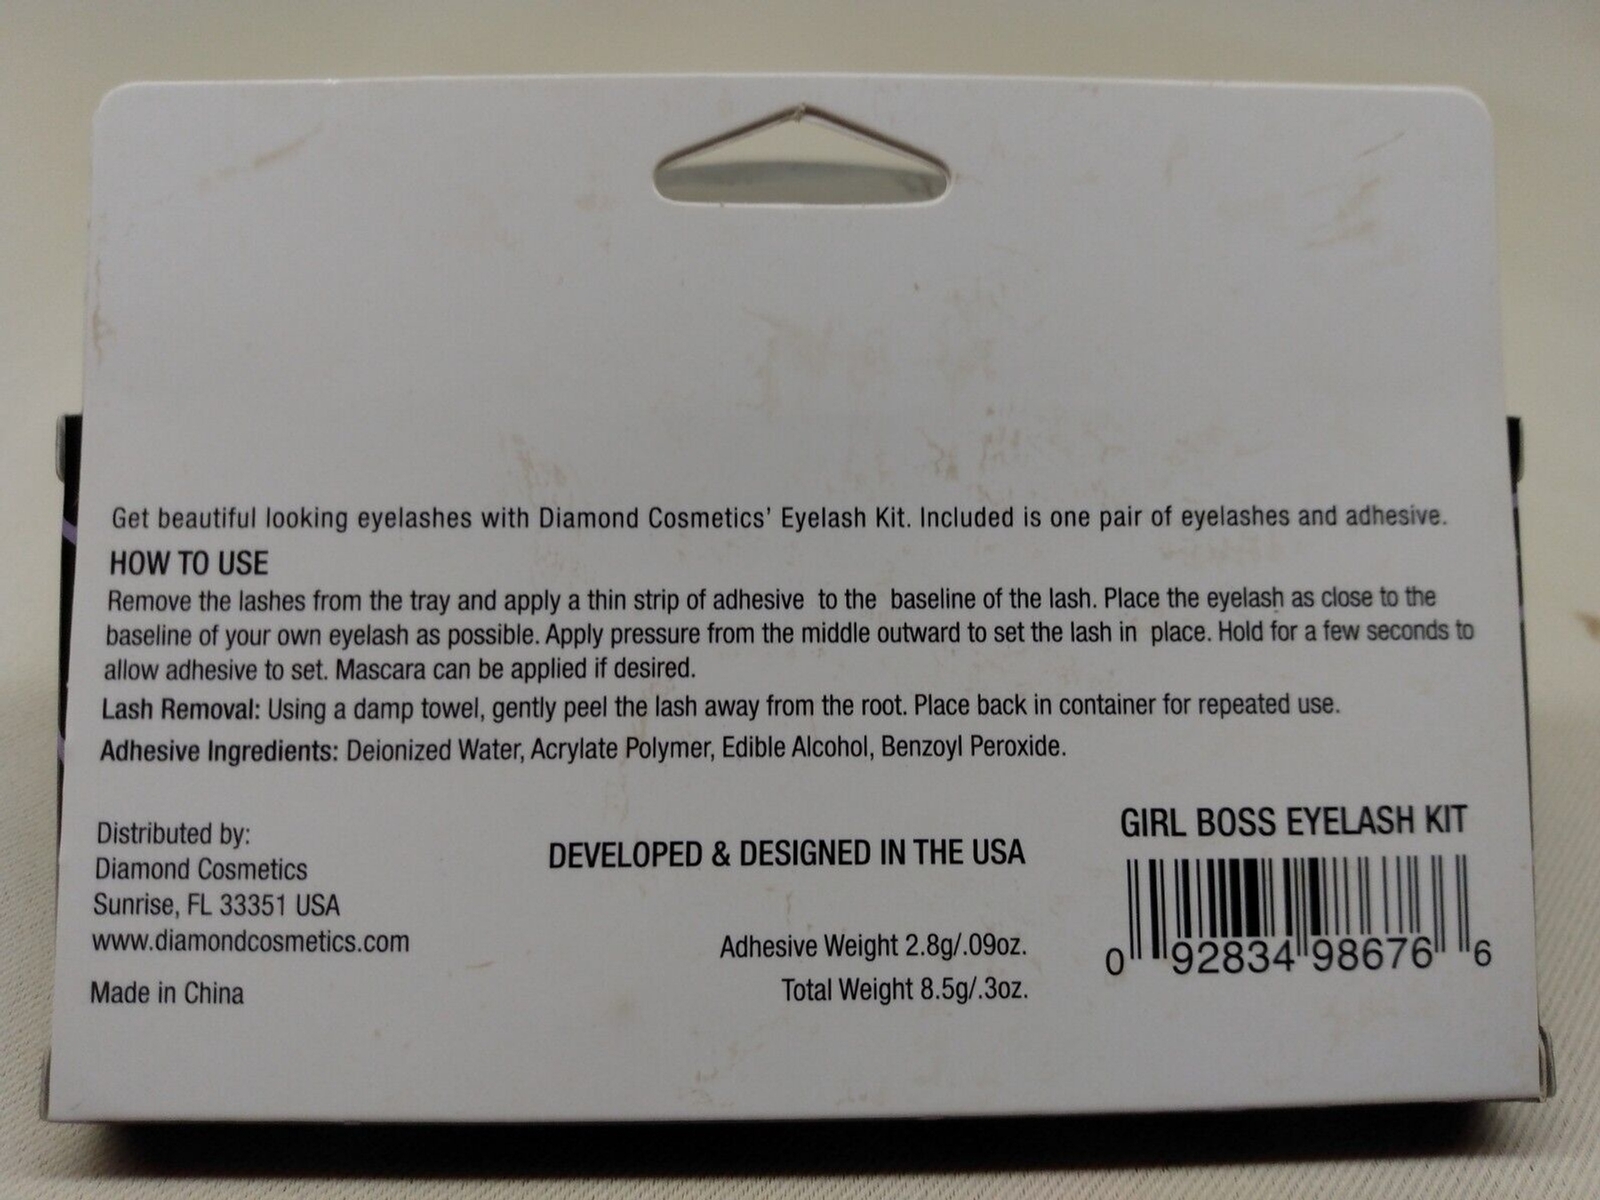 Get beautiful looking eyelashes with Diamond Cosmetics' Eyelash Kit. Included is one pair of eyelashes and adhesive.
HOW TO USE
Remove the lashes from the tray and apply a thin strip of adhesive to the baseline of the lash. Place the eyelash as close to the
baseline of your own eyelash as possible. Apply pressure from the middle outward to set the lash in place. Hold for a few seconds to
allow adhesive to set. Mascara can be applied if desired.
Lash Removal: Using a damp towel, gently peel the lash away from the root. Place back in container for repeated use.
Adhesive Ingredients: Deionized Water, Acrylate Polymer, Edible Alcohol, Benzoyl Peroxide.
Distributed by:
Diamond Cosmetics
Sunrise, FL 33351 USA
www.diamondcosmetics.com
Made in China
DEVELOPED & DESIGNED IN THE USA
Adhesive Weight 2.8g/.09oz.
Total Weight 8.5g/.3oz.
GIRL BOSS EYELASH KIT
0 92834 98676 6